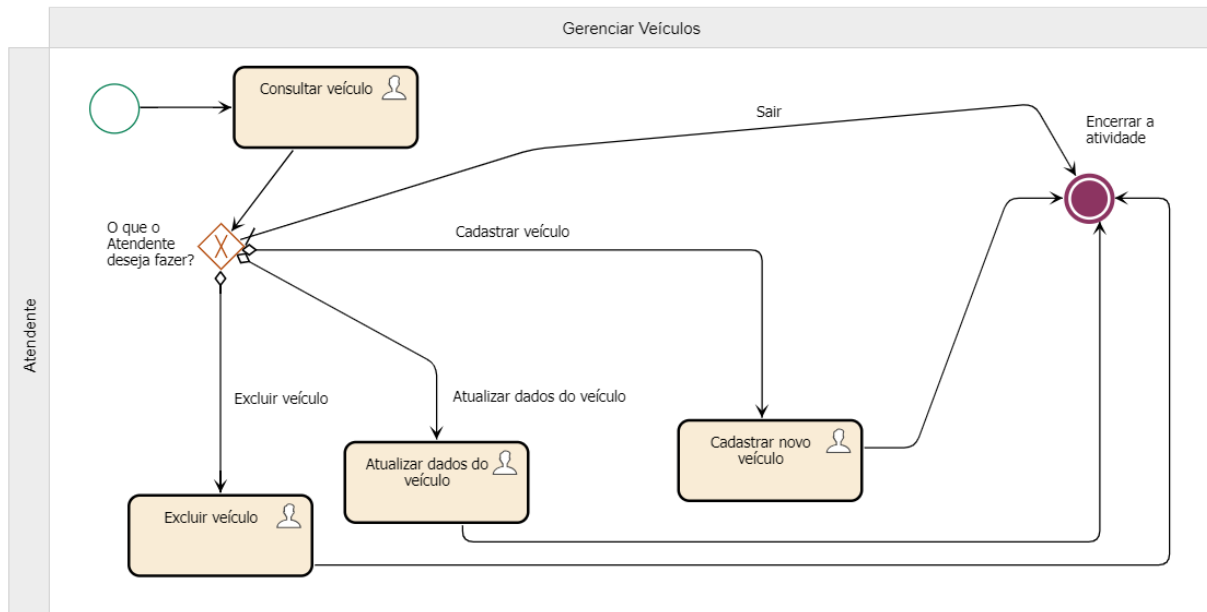 Gerenciar Veículos
Atendente
Consultar veículo
Sair
Encerrar a
atividade
O que o
Atendente
deseja fazer?
X
Cadastrar veículo
Excluir veículo
Atualizar dados do veículo
Cadastrar novo
veículo
Atualizar dados do
veículo
Excluir veículo